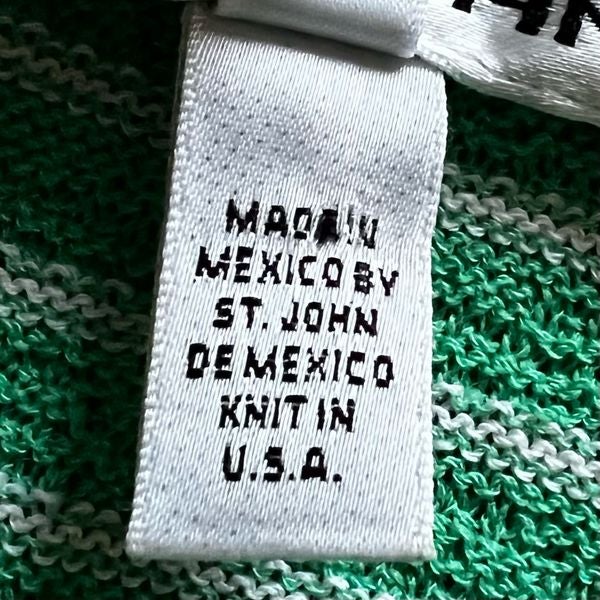 MADE IN
MEXICO BY
ST. JOHN
DE MEXICO
KNIT IN
U.S.A.